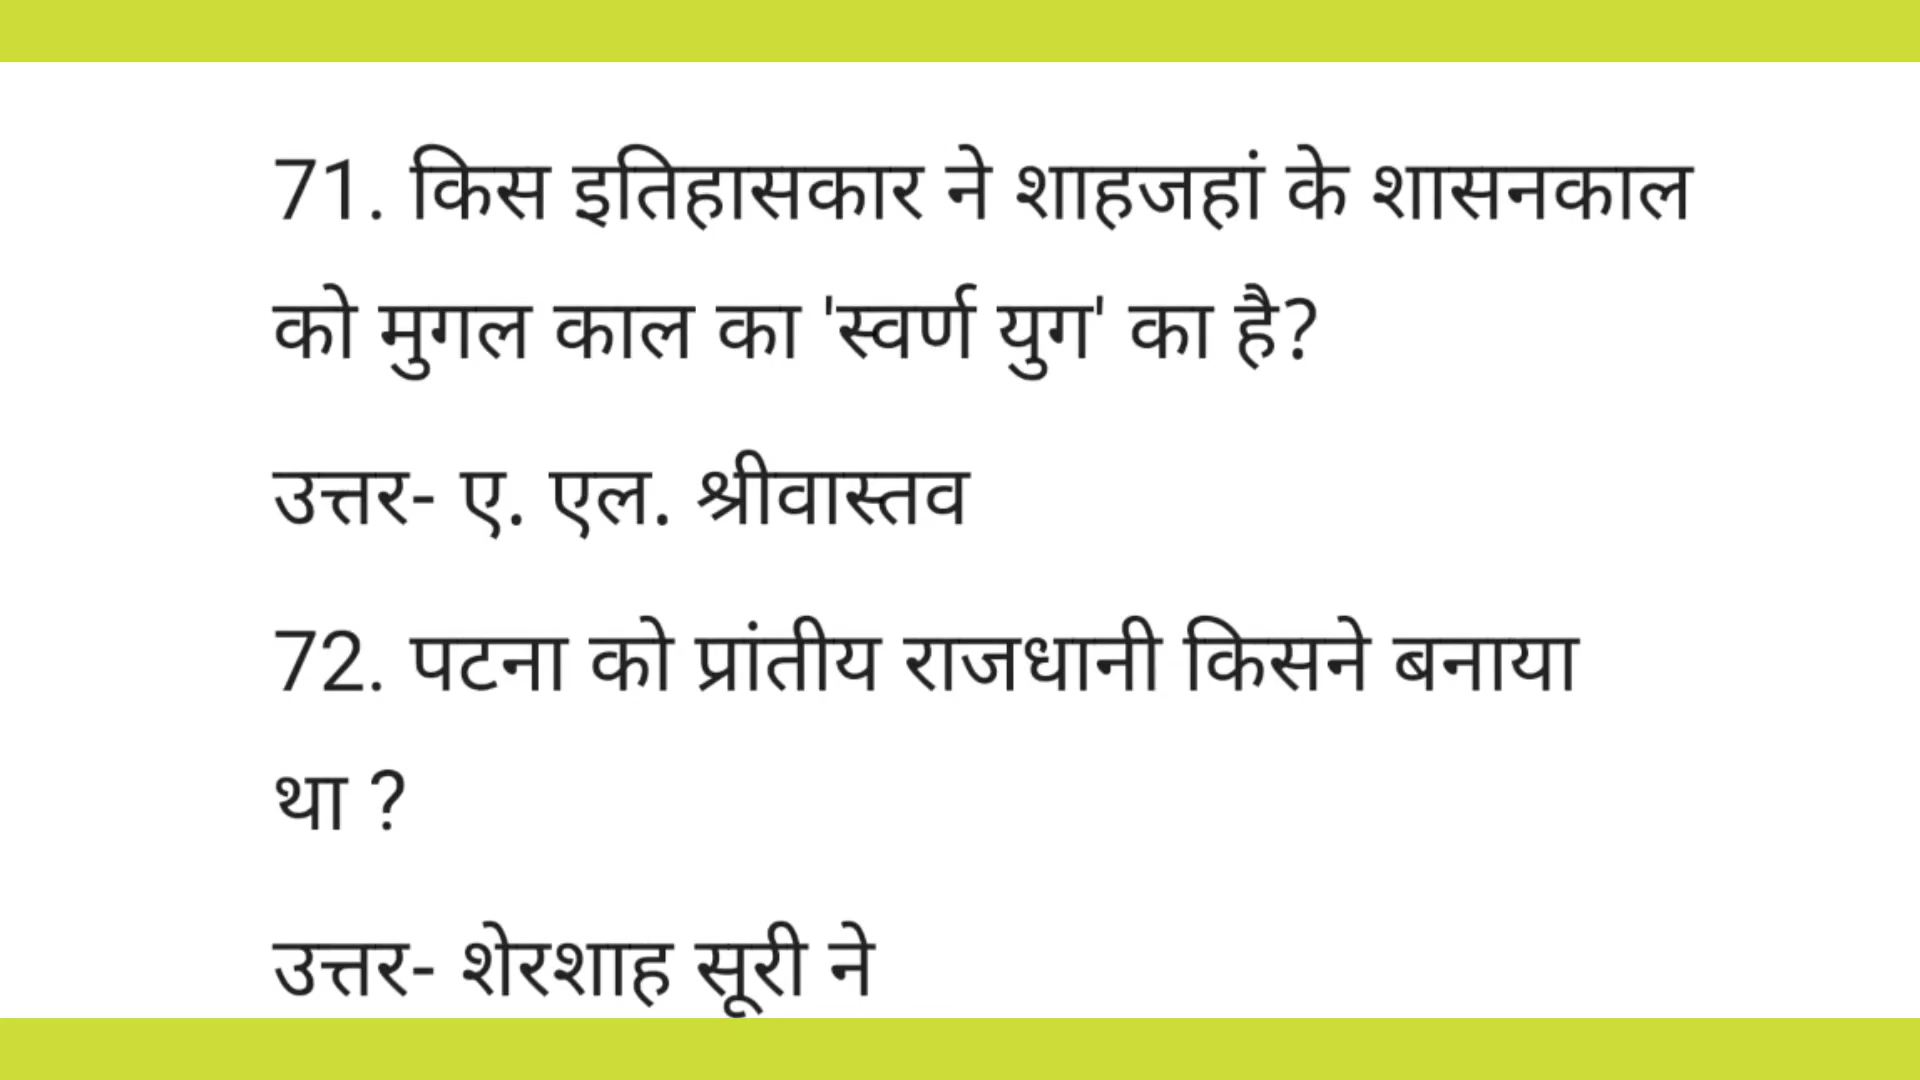 71. किस इतिहासकार ने शाहजहां के शासनकाल
को मुगल काल का 'स्वर्ण युग' का है?
उत्तर- ए. एल. श्रीवास्तव
72. पटना को प्रांतीय राजधानी किसने बनाया
था ?
उत्तर- शेरशाह सूरी ने